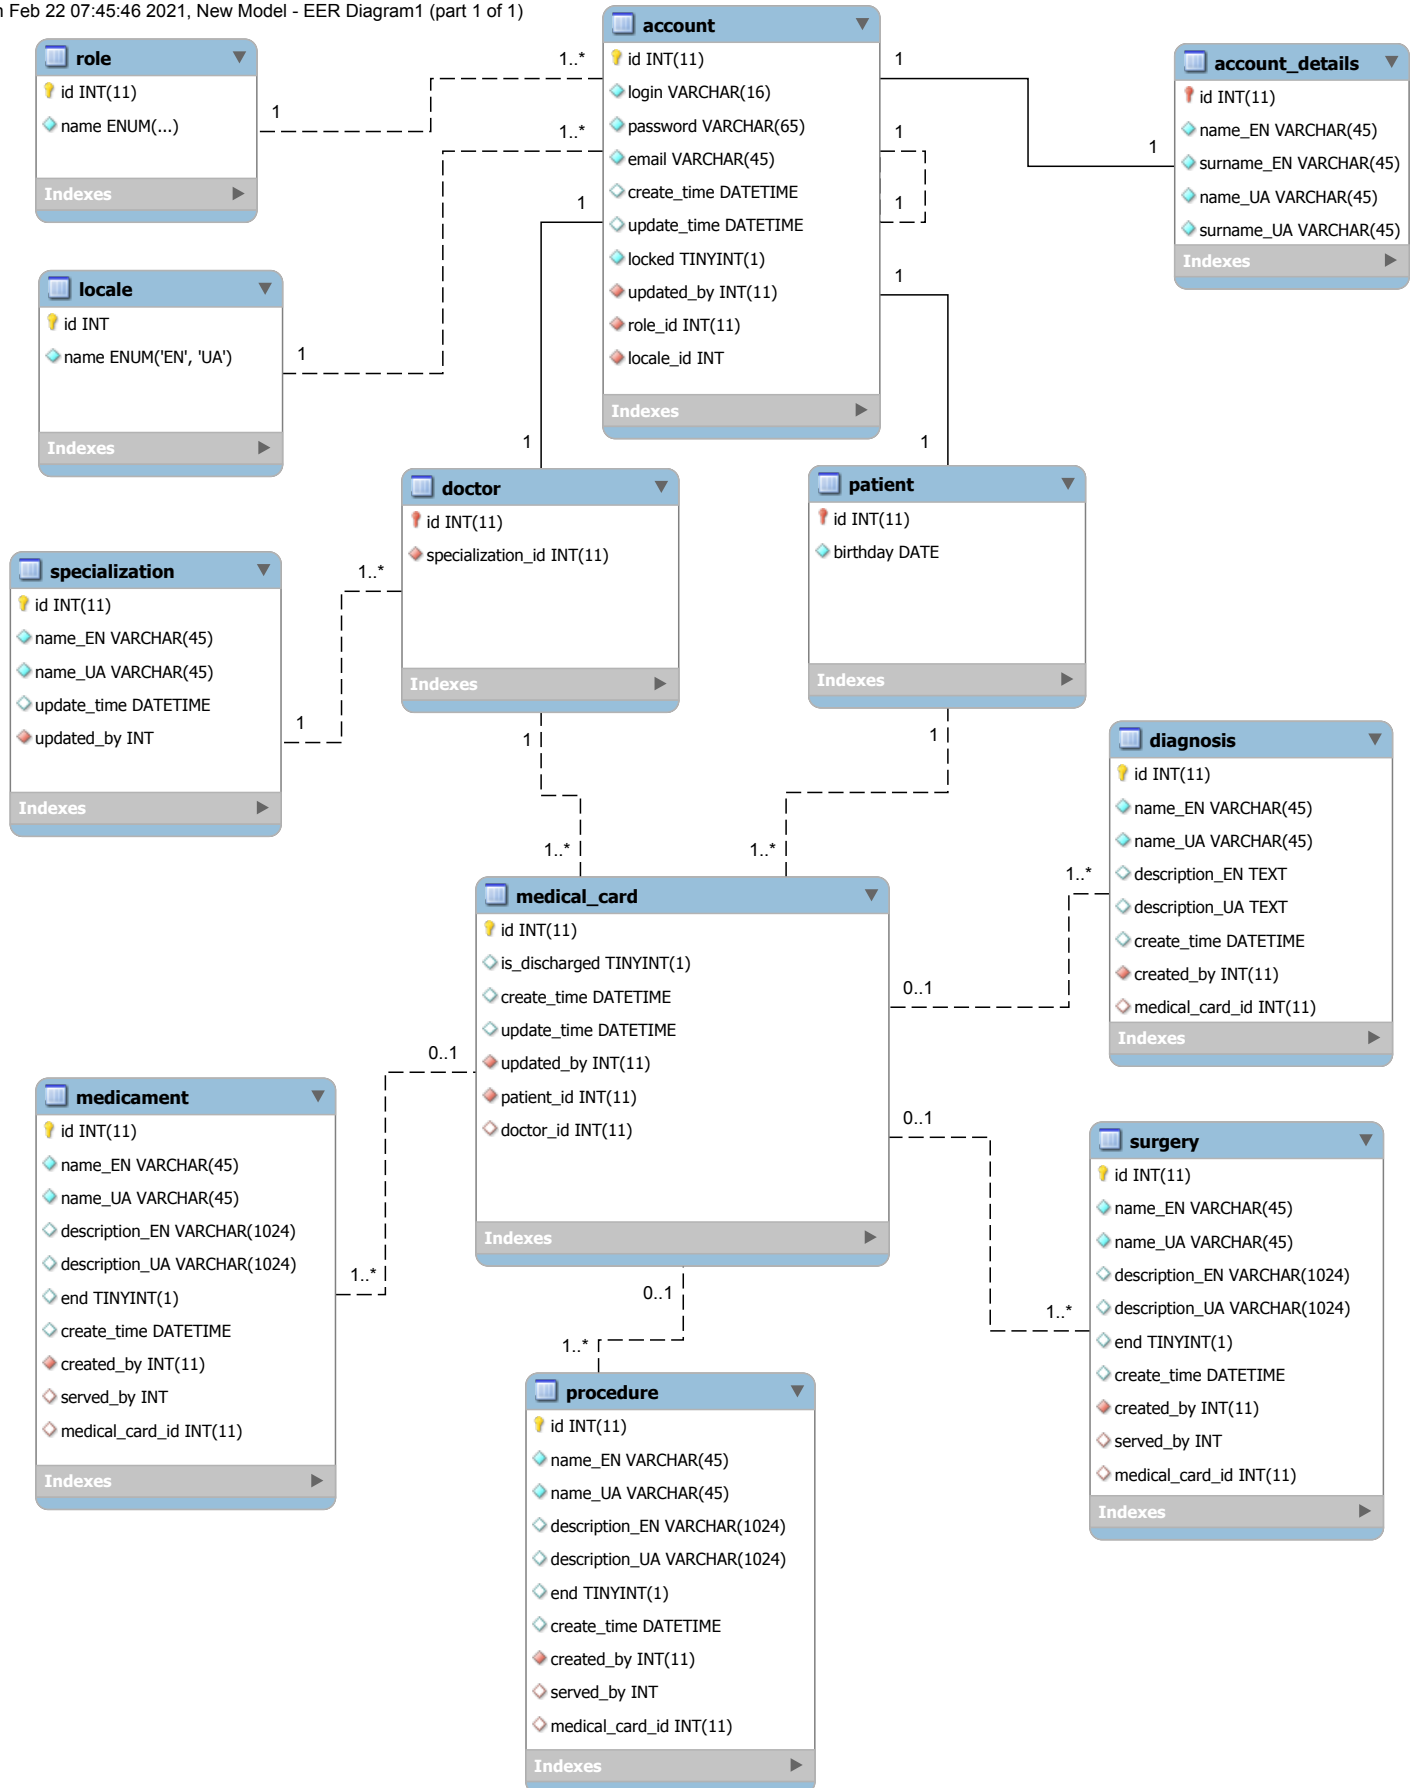 Feb 22 07:45:46 2021, New Model - EER Diagram1 (part 1 of 1)
role
id INT(11)
name ENUM(...)
Indexes
1
1..*
account
id INT(11)
login VARCHAR(16)
password VARCHAR(65)
email VARCHAR(45)
create_time DATETIME
update_time DATETIME
locked TINYINT(1)
updated_by INT(11)
role_id INT(11)
locale_id INT
Indexes
1
1
account_details
id INT(11)
name_EN VARCHAR(45)
surname_EN VARCHAR(45)
name_UA VARCHAR(45)
surname_UA VARCHAR(45)
Indexes
1..*
1
1
1
locale
id INT
name ENUM('EN', 'UA')
Indexes
1
1
1
1
doctor
id INT(11)
specialization_id INT(11)
Indexes
patient
id INT(11)
birthday DATE
Indexes
specialization
id INT(11)
name_EN VARCHAR(45)
name_UA VARCHAR(45)
update_time DATETIME
updated_by INT
Indexes
1..*
1
1
1
1..*
1..*
diagnosis
id INT(11)
name_EN VARCHAR(45)
name_UA VARCHAR(45)
description_EN TEXT
description_UA TEXT
create_time DATETIME
created_by INT(11)
medical_card_id INT(11)
Indexes
1..*
0..1
medical_card
id INT(11)
is_discharged TINYINT(1)
create_time DATETIME
update_time DATETIME
updated_by INT(11)
patient_id INT(11)
doctor_id INT(11)
Indexes
0..1
0..1
medicament
id INT(11)
name_EN VARCHAR(45)
name_UA VARCHAR(45)
description_EN VARCHAR(1024)
description_UA VARCHAR(1024)
end TINYINT(1)
create_time DATETIME
created_by INT(11)
served_by INT
medical_card_id INT(11)
Indexes
1..*
0..1
1..*
1..*
surgery
id INT(11)
name_EN VARCHAR(45)
name_UA VARCHAR(45)
description_EN VARCHAR(1024)
description_UA VARCHAR(1024)
end TINYINT(1)
create_time DATETIME
created_by INT(11)
served_by INT
medical_card_id INT(11)
Indexes
procedure
id INT(11)
name_EN VARCHAR(45)
name_UA VARCHAR(45)
description_EN VARCHAR(1024)
description_UA VARCHAR(1024)
end TINYINT(1)
create_time DATETIME
created_by INT(11)
served_by INT
medical_card_id INT(11)
Indexes